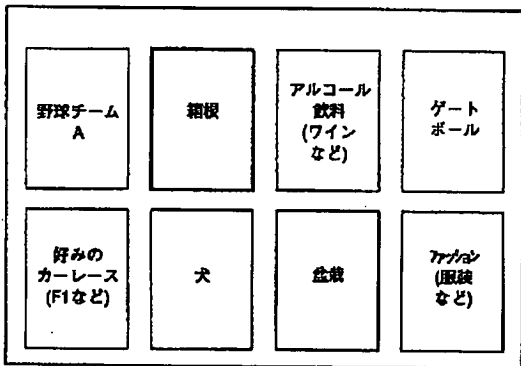 野球チーム
A
箱根
アルコール
飲料
(ワイン
など)
ゲート
ボール
好みの
カーレース
(F1など)
犬
盆栽
ファッション
(服装
など)